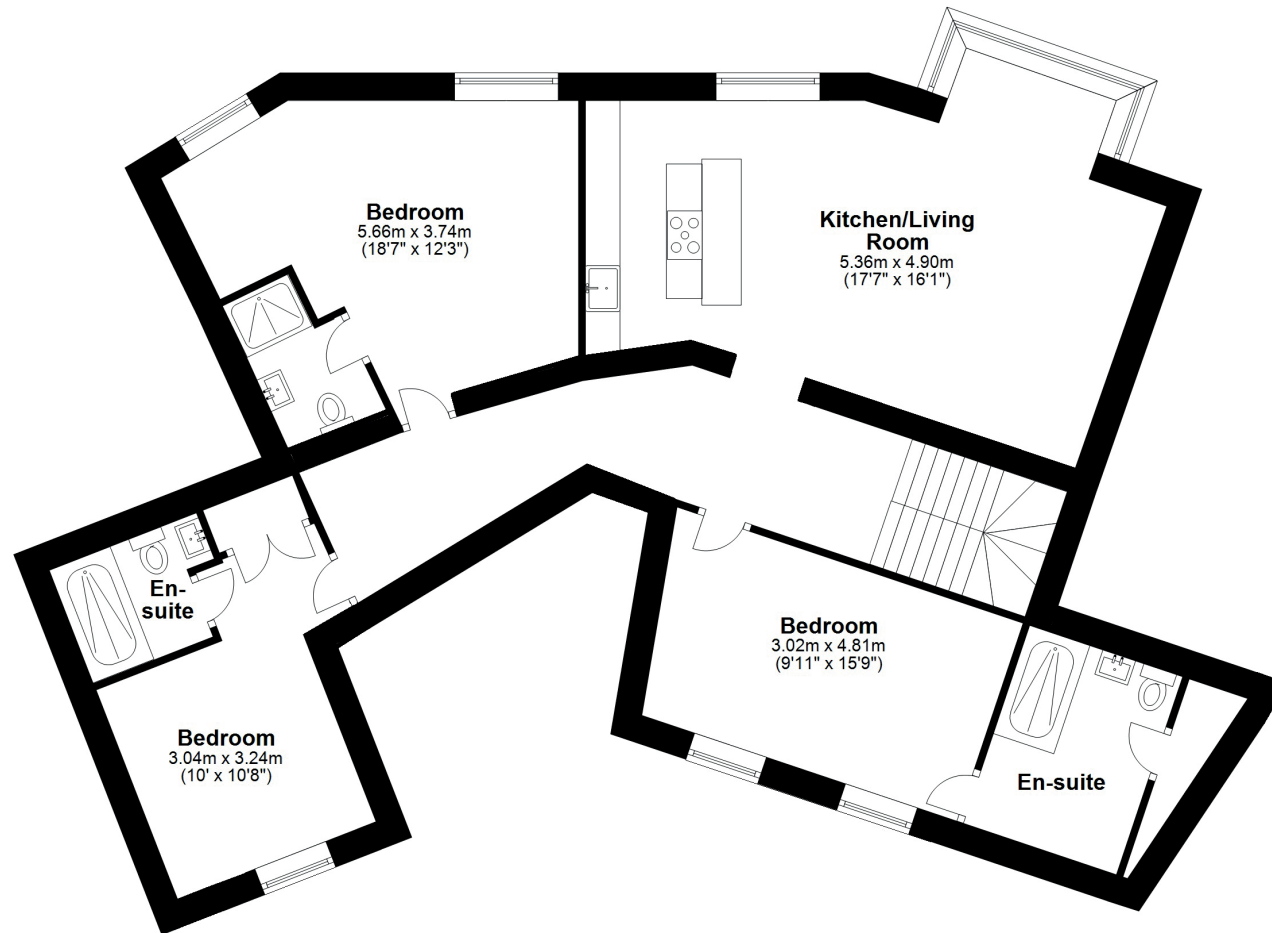 Bedroom
5.66m x 3.74m
(18'7" x 12'3")
Kitchen/Living
Room
5.36m x 4.90m
(17'7" x 16'1")
En-
suite
Bedroom
3.02m x 4.81m
(9'11" x 15'9")
Bedroom
3.04m x 3.24m
(10' x 10'8")
En-suite